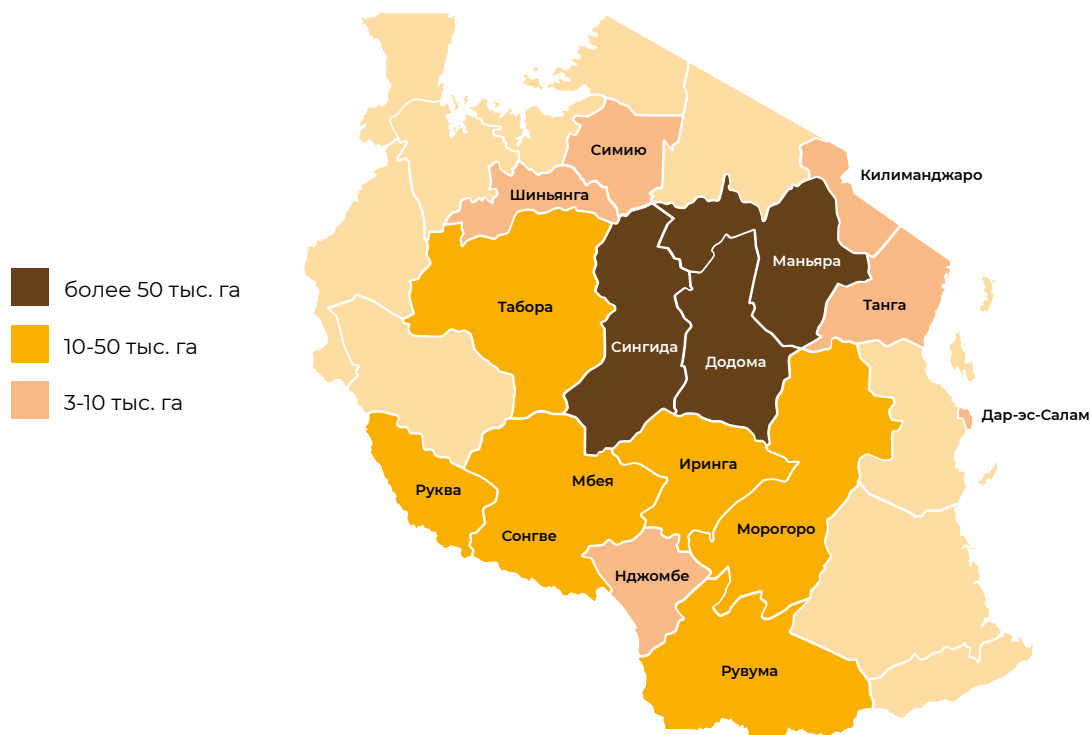 Симию
Килиманджаро
Шиньянга
Маньяра
более 50 тыс. га
Табора
Танга
10-50 тыс. га
Сингида
Додома
3-10 тыс. га
Дар-эс-Салам
Иринга
Мбея
Руква
Морогоро
Сонгве
Нджомбе
Рувума